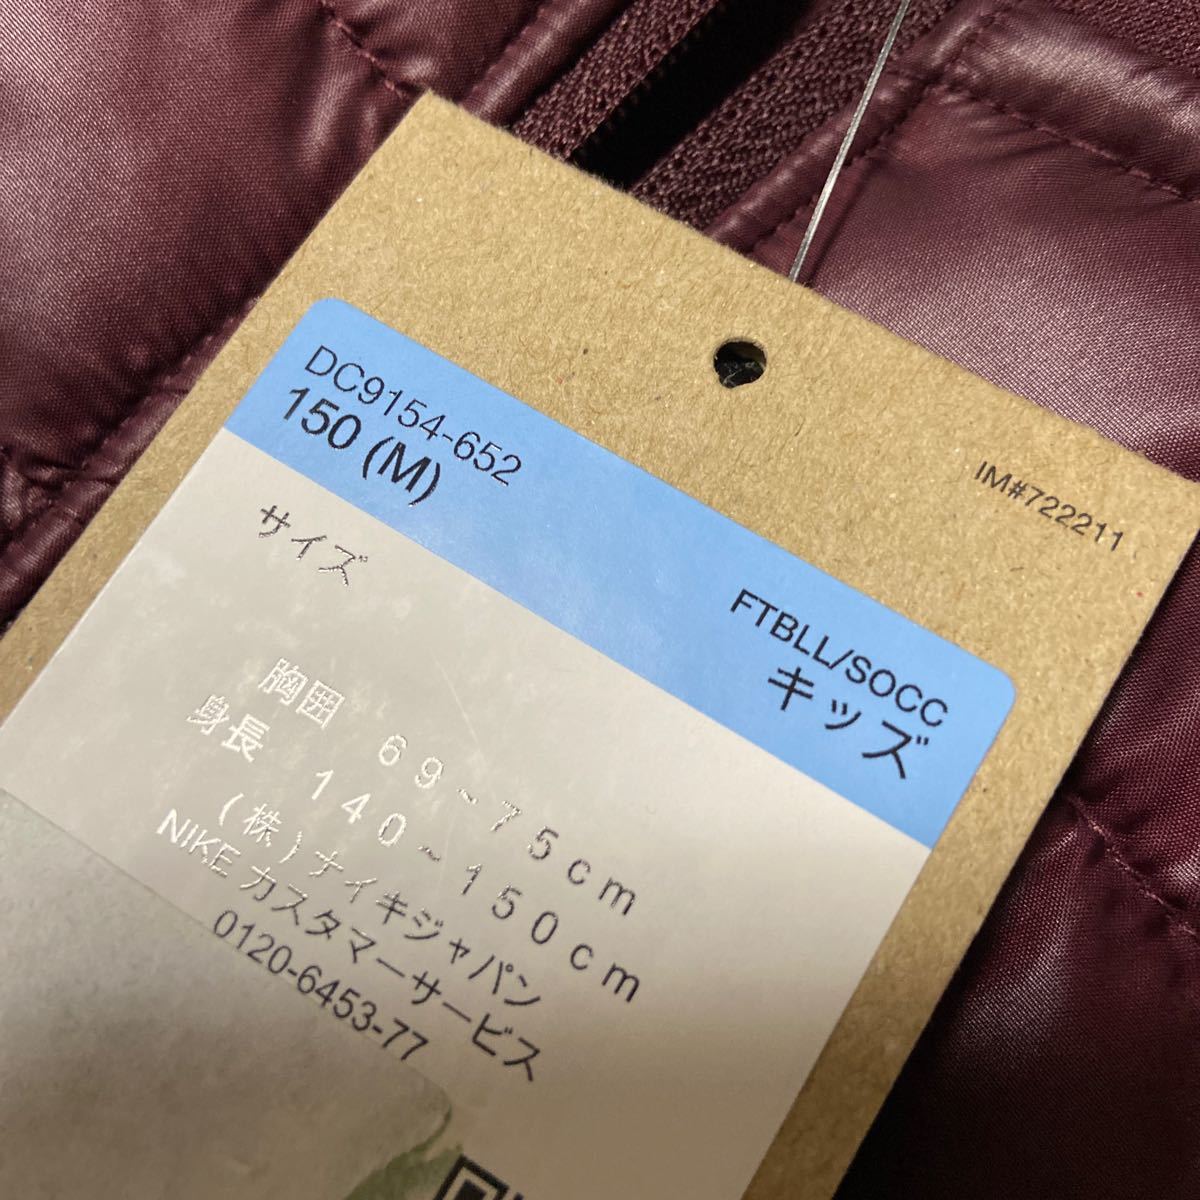 IM#722211
DC9154-652
150 (M)
FTBLL/SOCC
キッズ
サイズ
胸囲 69~75cm
身長 140~150cm
(株)ナイキジャパン
NIKE カスタマーサービス
0120-6453-77